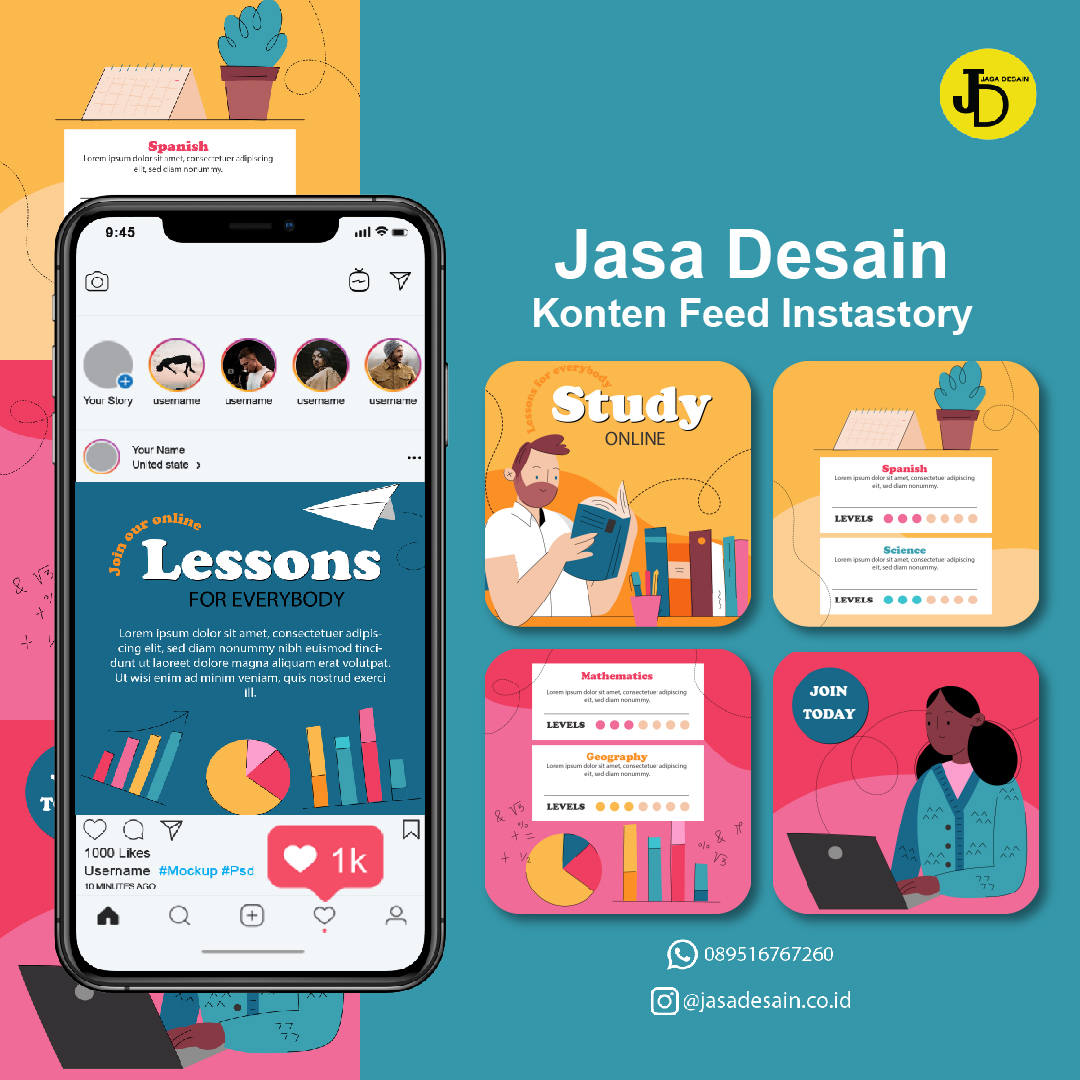 Spanish
Lorem ipsum dolor sit amet, consectetuer adipiscing
elit, sed diam nonummy.
JD JASA DESAIN
9:45
Your Story
username
username
username
username
Your Name
United state
Join our online
Lessons
FOR EVERYBODY
Lorem ipsum dolor sit amet, consectetuer adipis-
cing elit, sed diam nonummy nibh euismod tinci-
dunt ut laoreet dolore magna aliquam erat volutpat.
Ut wisi enim ad minim veniam, quis nostrud exerci
ill.
1k
1000 Likes
Username #Mockup #Psd
10 MINUTES AGO
Jasa Desain
Konten Feed Instastory
Lessons for everybody
Study
ONLINE
Spanish
Lorem ipsum dolor sit amet, consectetuer adipiscing
elit, sed diam nonummy.
LEVELS
Science
Lorem ipsum dolor sit amet, consectetuer adipiscing
elit, sed diam nonummy.
LEVELS
Mathematics
Lorem ipsum dolor sit amet, consectetuer adipiscing
elit, sed diam nonummy.
LEVELS
Geography
Lorem ipsum dolor sit amet, consectetuer adipiscing
elit, sed diam nonummy.
LEVELS
JOIN
TODAY
089516767260
@jasadesain.co.id